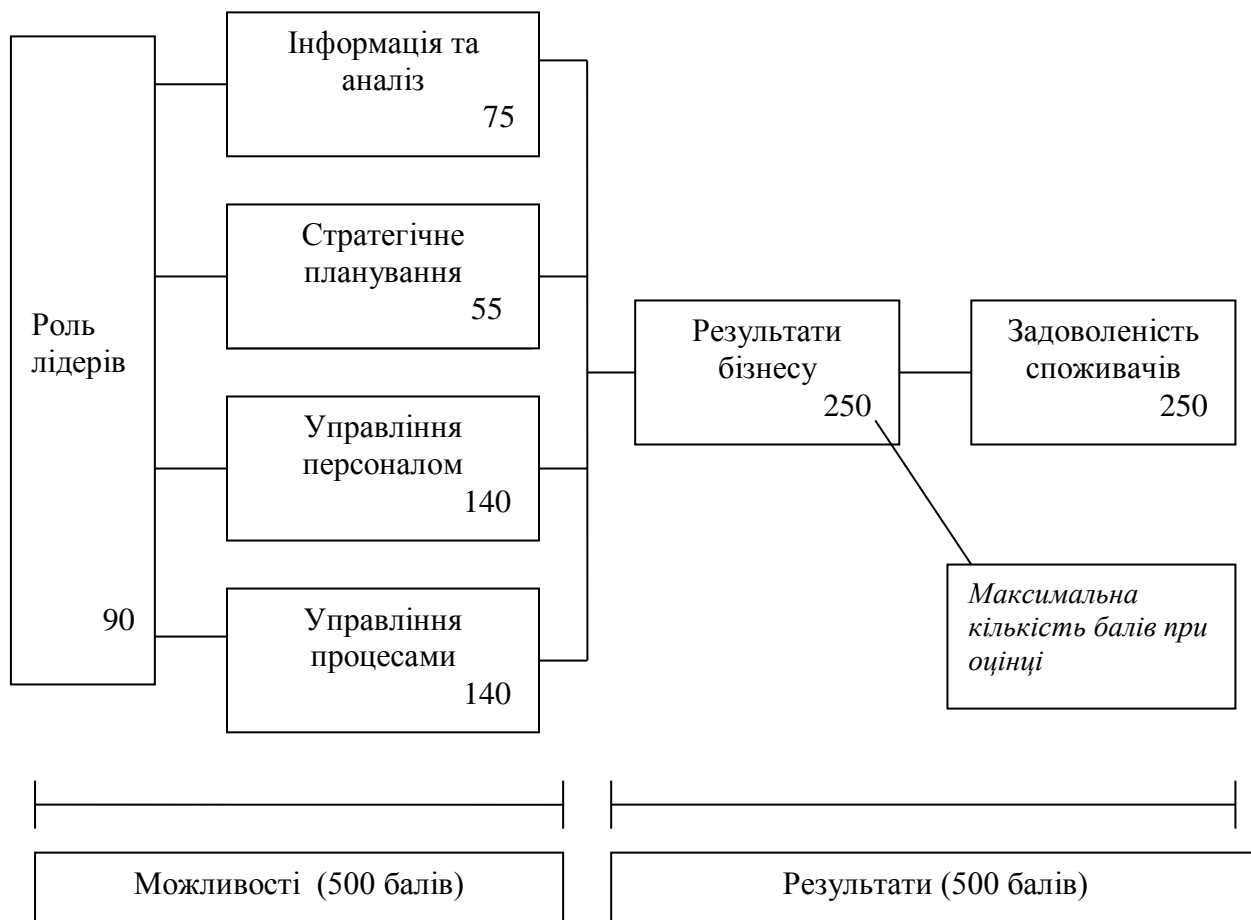 Роль
лідерів
90
Інформація та
аналіз
75
Стратегічне
планування
55
Управління
персоналом
140
Управління
процесами
140
Результати
бізнесу
250
Задоволеність
споживачів
250
Максимальна
кількість балів при
оцінці
Можливості (500 балів)
Результати (500 балів)